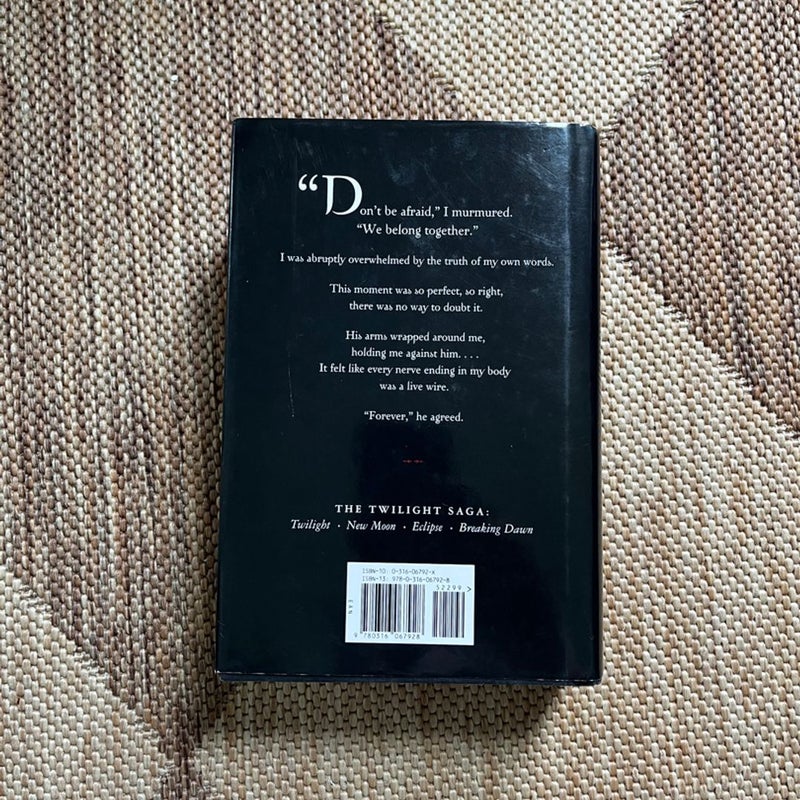 “Don’t be afraid,” I murmured.
“We belong together.”
I was abruptly overwhelmed by the truth of my own words.
This moment was so perfect, so right,
there was no way to doubt it.
His arms wrapped around me,
holding me against him. . . .
It felt like every nerve ending in my body
was a live wire.
“Forever,” he agreed.
THE TWILIGHT SAGA:
Twilight · New Moon · Eclipse · Breaking Dawn
ISBN-10: 0-316-06792-X
ISBN-13: 978-0-316-06792-8
52299>
EAN
9 780316 067928